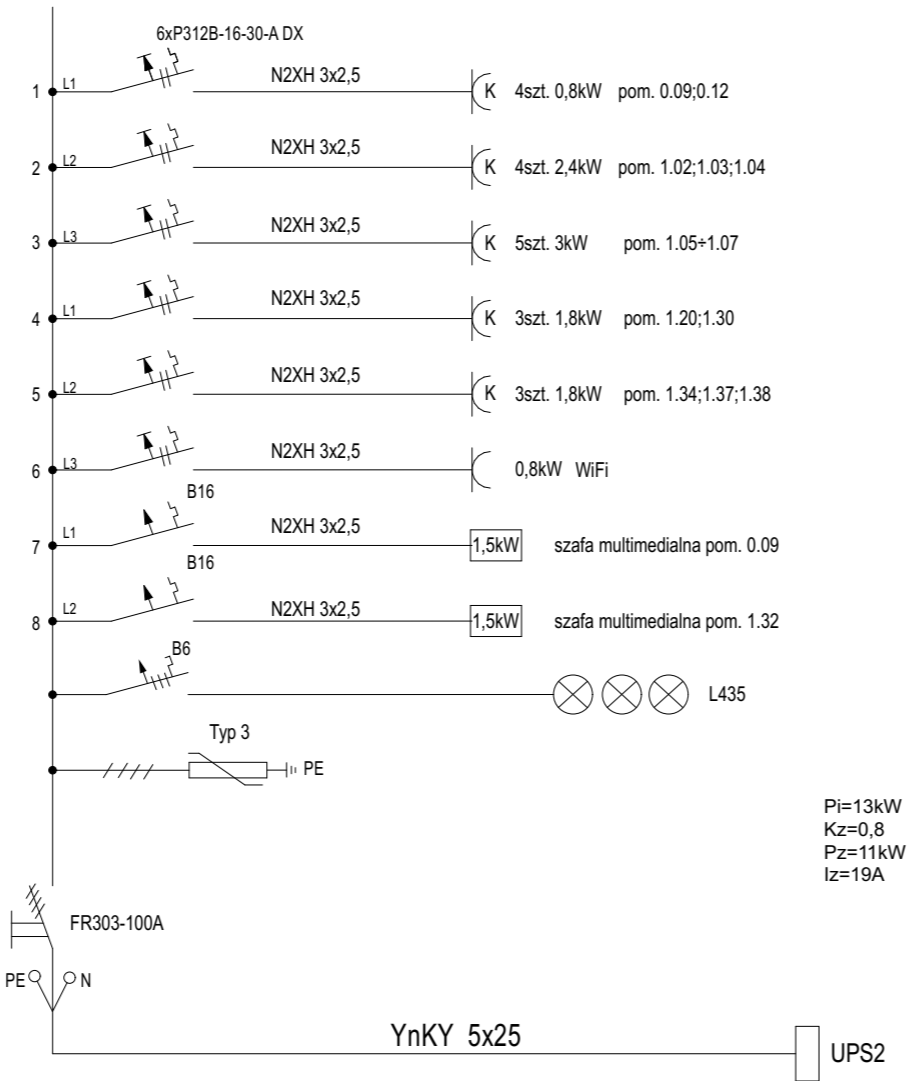 6xP312B-16-30-A DX
1 L1 N2XH 3x2,5 K 4szt. 0,8kW pom. 0.09;0.12
2 L2 N2XH 3x2,5 K 4szt. 2,4kW pom. 1.02;1.03;1.04
3 L3 N2XH 3x2,5 K 5szt. 3kW pom. 1.05÷1.07
4 L1 N2XH 3x2,5 K 3szt. 1,8kW pom. 1.20;1.30
5 L2 N2XH 3x2,5 K 3szt. 1,8kW pom. 1.34;1.37;1.38
6 L3 N2XH 3x2,5 0,8kW WiFi
B16
7 L1 N2XH 3x2,5 1,5kW szafa multimedialna pom. 0.09
B16
8 L2 N2XH 3x2,5 1,5kW szafa multimedialna pom. 1.32
B6
L435
Typ 3
PE
Pi=13kW
Kz=0,8
Pz=11kW
Iz=19A
FR303-100A
PE N
YnKY 5x25
UPS2